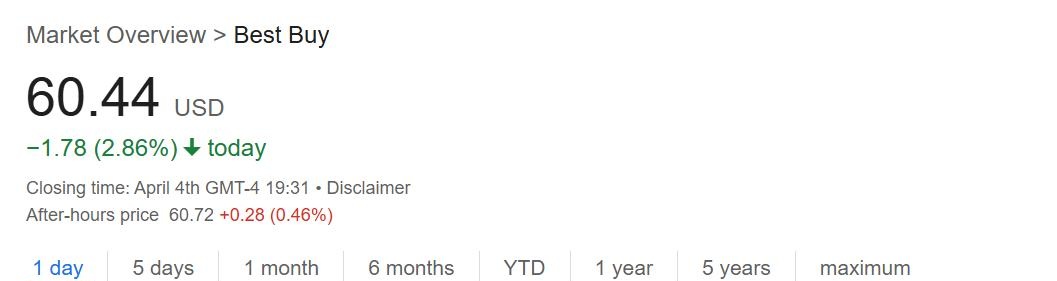 Market Overview > Best Buy
60.44 USD
−1.78 (2.86%) ↓ today
Closing time: April 4th GMT-4 19:31 • Disclaimer
After-hours price 60.72 +0.28 (0.46%)
1 day 5 days 1 month 6 months YTD 1 year 5 years maximum